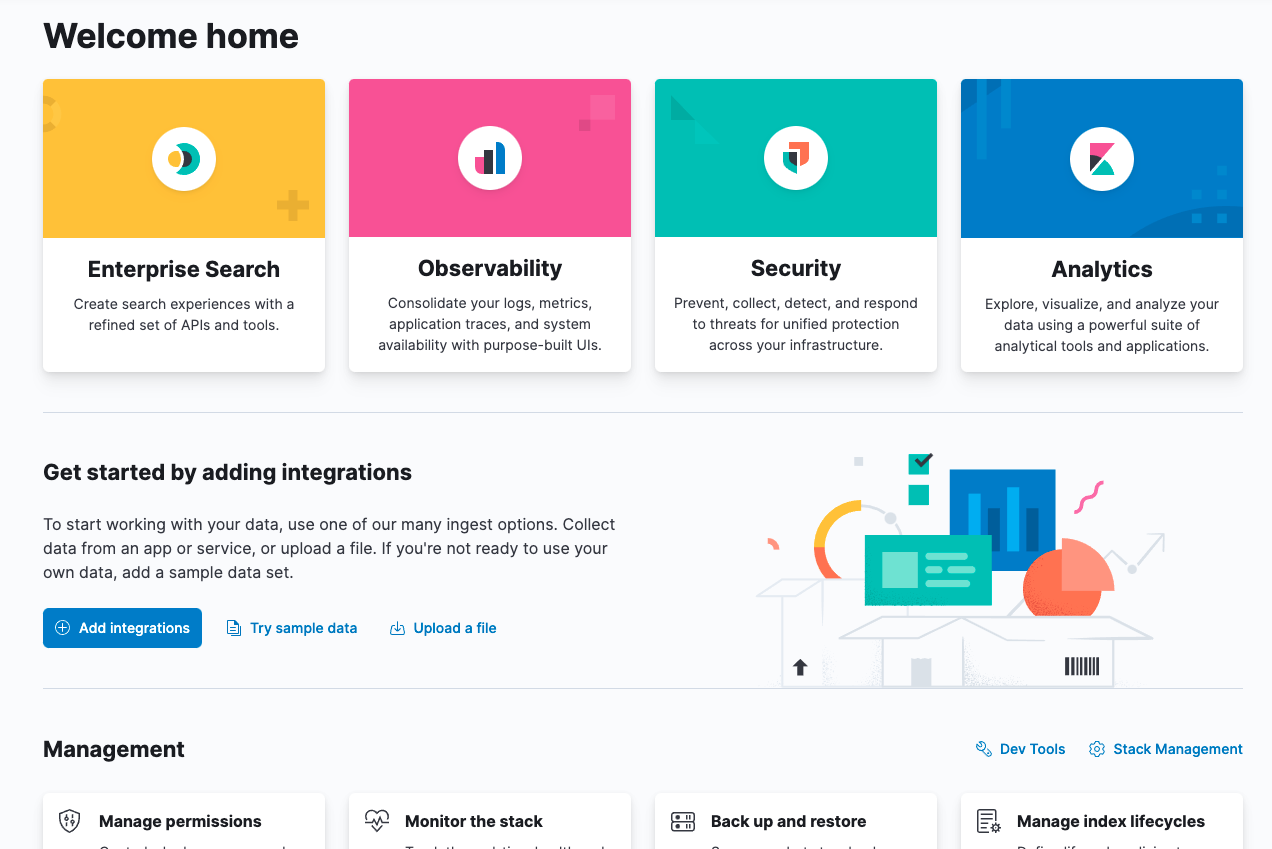 Welcome home
Enterprise Search
Create search experiences with a
refined set of APIs and tools.
Observability
Consolidate your logs, metrics,
application traces, and system
availability with purpose-built UIs.
Security
Prevent, collect, detect, and respond
to threats for unified protection
across your infrastructure.
Analytics
Explore, visualize, and analyze your
data using a powerful suite of
analytical tools and applications.
Get started by adding integrations
To start working with your data, use one of our many ingest options. Collect
data from an app or service, or upload a file. If you're not ready to use your
own data, add a sample data set.
Add integrations
Try sample data
Upload a file
Management
Dev Tools
Stack Management
Manage permissions
Monitor the stack
Back up and restore
Manage index lifecycles